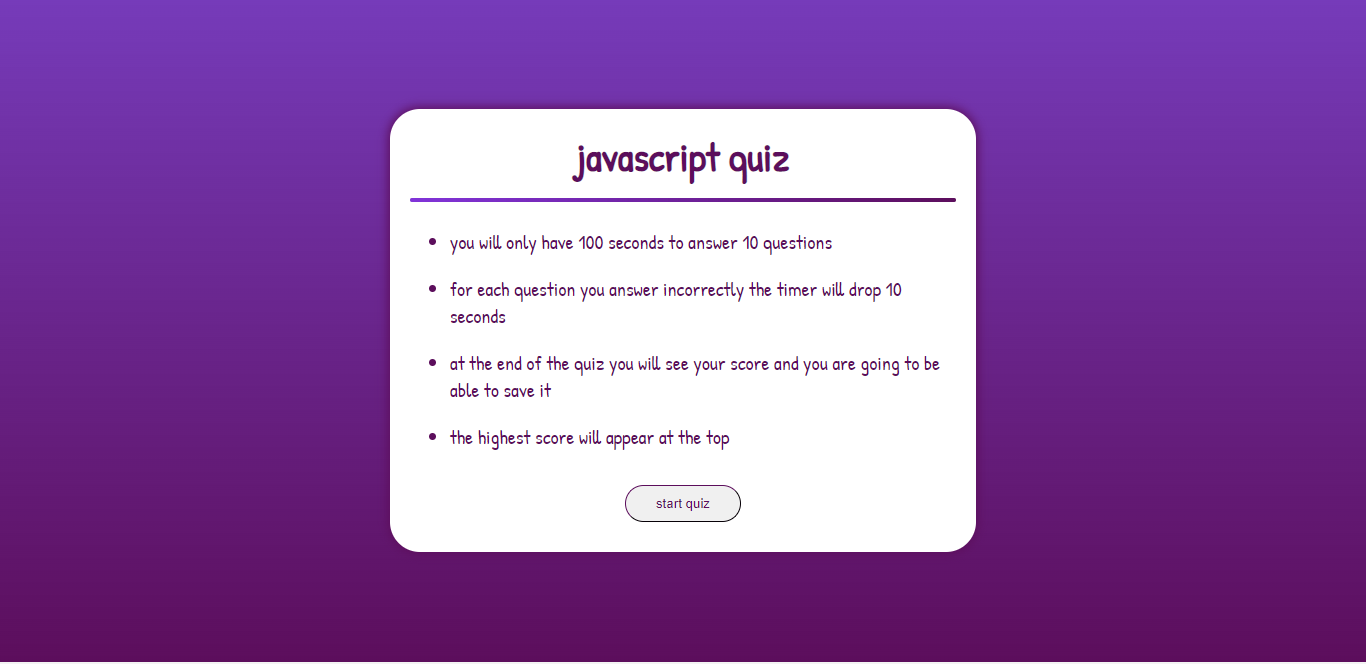 javascript quiz
you will only have 100 seconds to answer 10 questions
for each question you answer incorrectly the timer will drop 10
seconds
at the end of the quiz you will see your score and you are going to be
able to save it
the highest score will appear at the top
start quiz